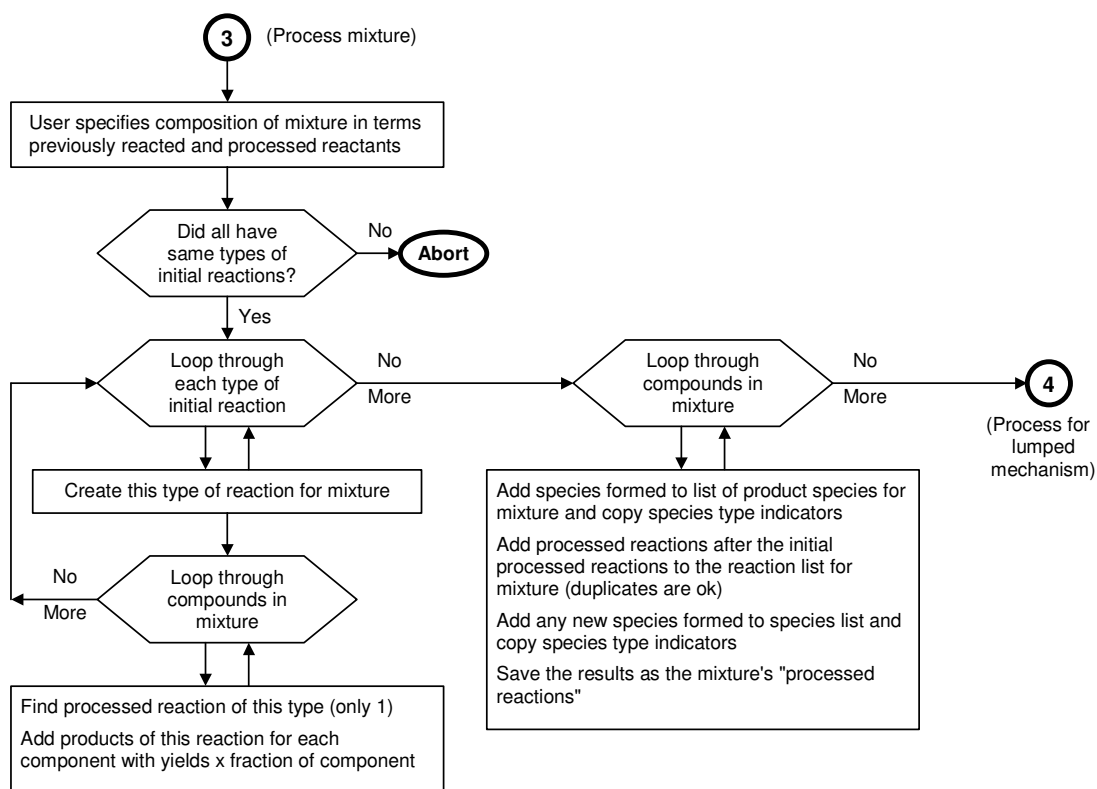 3
(Process mixture)
User specifies composition of mixture in terms
previously reacted and processed reactants
Did all have
same types of
initial reactions?
No
Abort
Yes
Loop through
each type of
initial reaction
No
More
Loop through
compounds in
mixture
No
More
4
(Process for
lumped
mechanism)
Create this type of reaction for mixture
Loop through
compounds in
mixture
No
More
Find processed reaction of this type (only 1)
Add products of this reaction for each
component with yields x fraction of component
Add species formed to list of product species for
mixture and copy species type indicators
Add processed reactions after the initial
processed reactions to the reaction list for
mixture (duplicates are ok)
Add any new species formed to species list and
copy species type indicators
Save the results as the mixture's "processed
reactions"